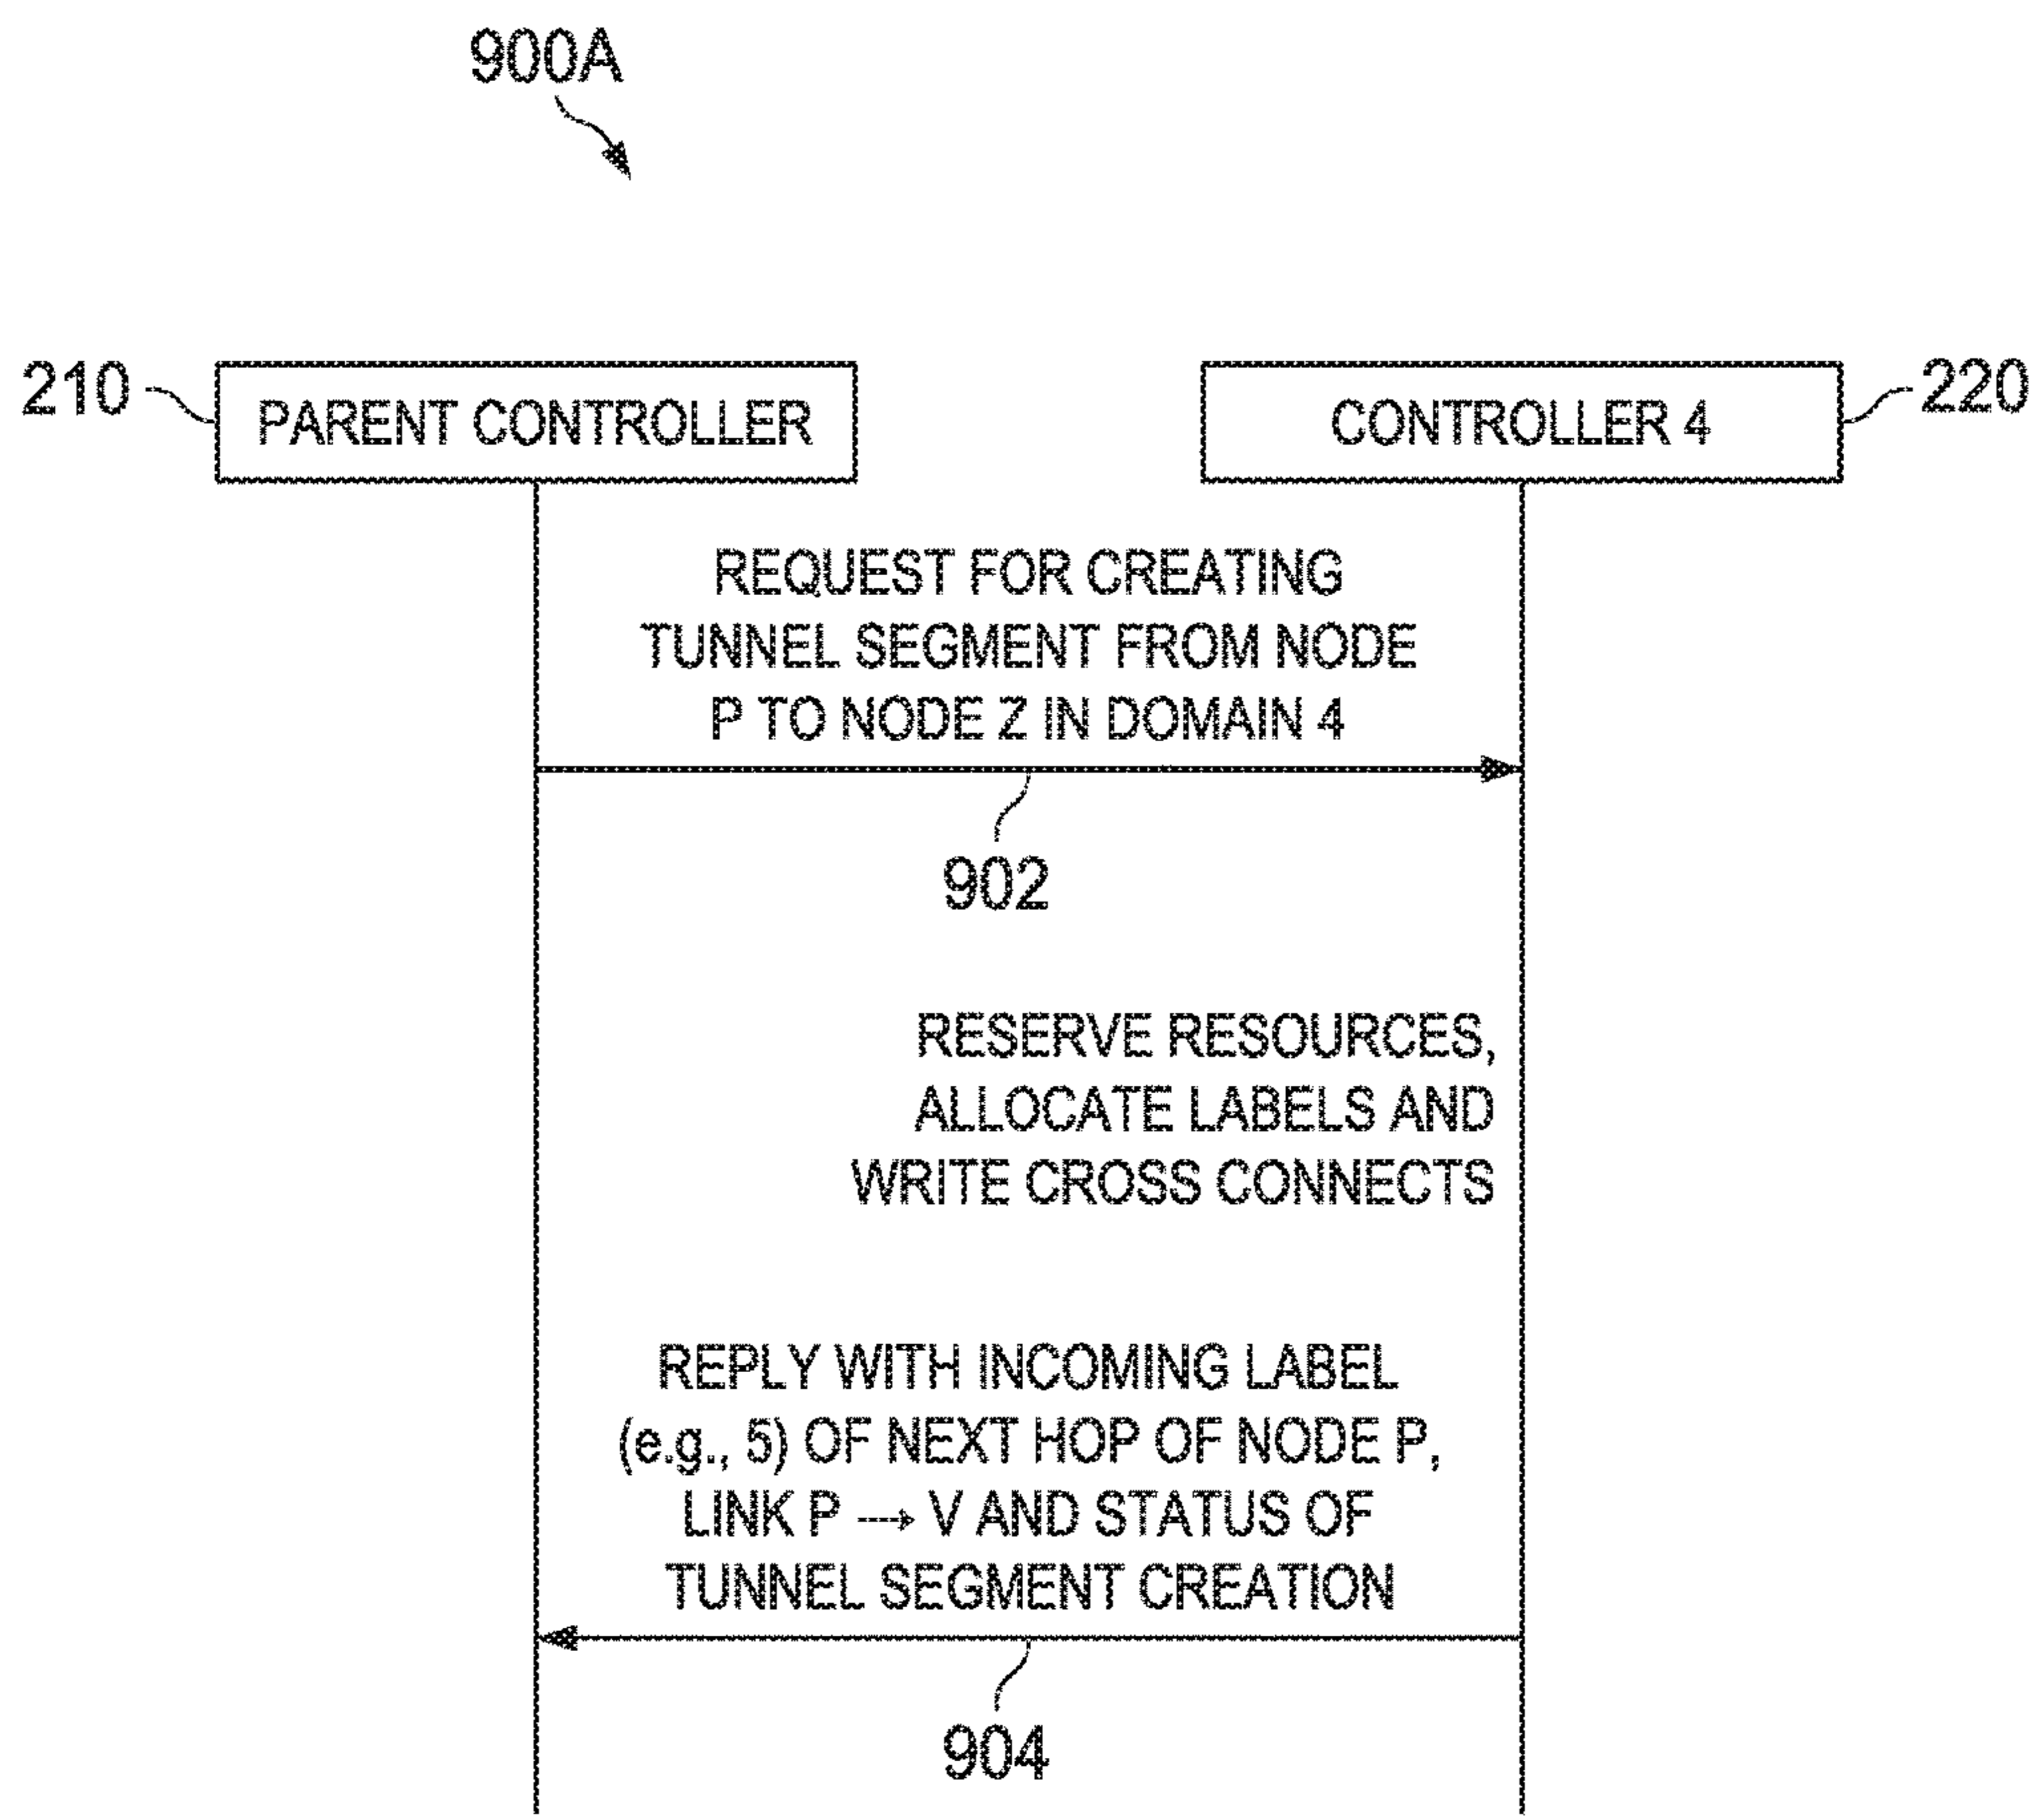 900A
210
PARENT CONTROLLER
CONTROLLER 4
220
REQUEST FOR CREATING
TUNNEL SEGMENT FROM NODE
P TO NODE Z IN DOMAIN 4
902
RESERVE RESOURCES,
ALLOCATE LABELS AND
WRITE CROSS CONNECTS
REPLY WITH INCOMING LABEL
(e.g., 5) OF NEXT HOP OF NODE P,
LINK P → V AND STATUS OF
TUNNEL SEGMENT CREATION
904